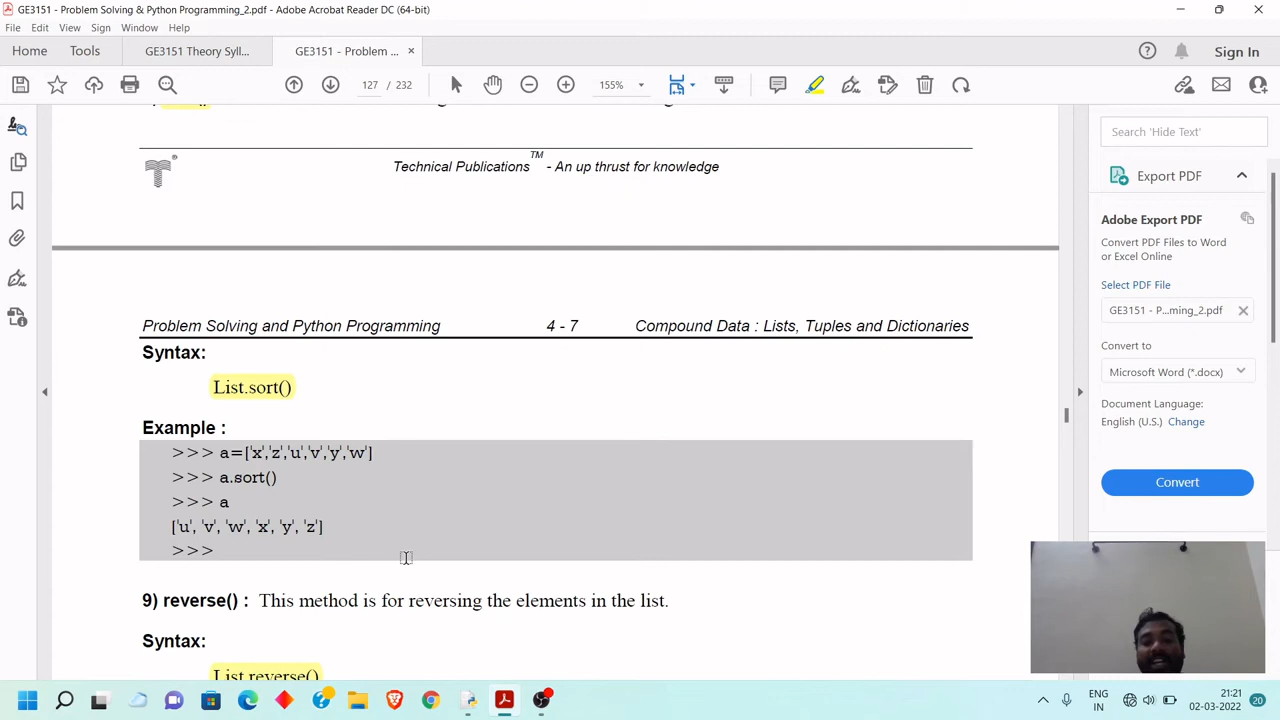 GE3151 - Problem Solving & Python Programming_2.pdf - Adobe Acrobat Reader DC (64-bit)
File Edit View Sign Window Help
Home Tools GE3151 Theory Syll... GE3151 - Problem ... × Sign In
127 / 232 155%
Technical Publications™ - An up thrust for knowledge
Problem Solving and Python Programming 4 - 7 Compound Data : Lists, Tuples and Dictionaries
Syntax:
List.sort()
Example :
>>> a=['x','z','u','v','y','w']
>>> a.sort()
>>> a
['u', 'v', 'w', 'x', 'y', 'z']
>>>
9) reverse() : This method is for reversing the elements in the list.
Syntax:
List.reverse()
Search 'Hide Text'
Export PDF
Adobe Export PDF
Convert PDF Files to Word
or Excel Online
Select PDF File
GE3151 - P...ming_2.pdf
Convert to
Microsoft Word (*.docx)
Document Language:
English (U.S.) Change
Convert
ENG
IN
21:21
02-03-2022
20